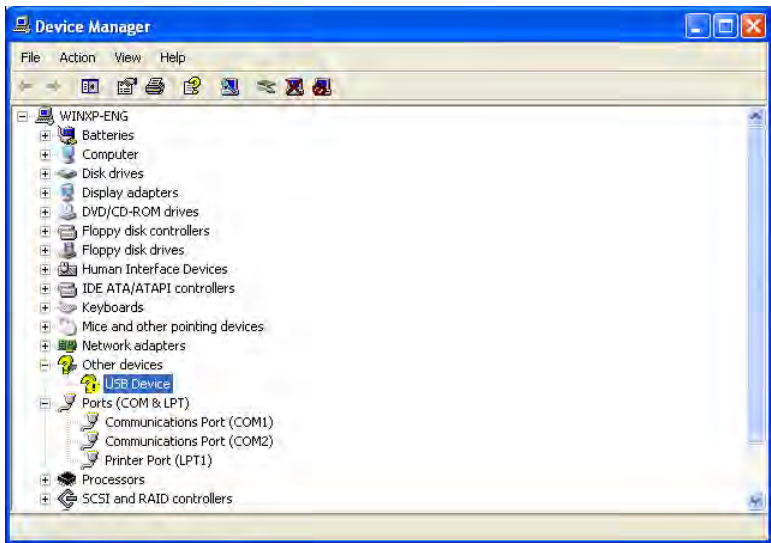 Device Manager
File Action View Help
WINXP-ENG
Batteries
Computer
Disk drives
Display adapters
DVD/CD-ROM drives
Floppy disk controllers
Floppy disk drives
Human Interface Devices
IDE ATA/ATAPI controllers
Keyboards
Mice and other pointing devices
Network adapters
Other devices
USB Device
Ports (COM & LPT)
Communications Port (COM1)
Communications Port (COM2)
Printer Port (LPT1)
Processors
SCSI and RAID controllers